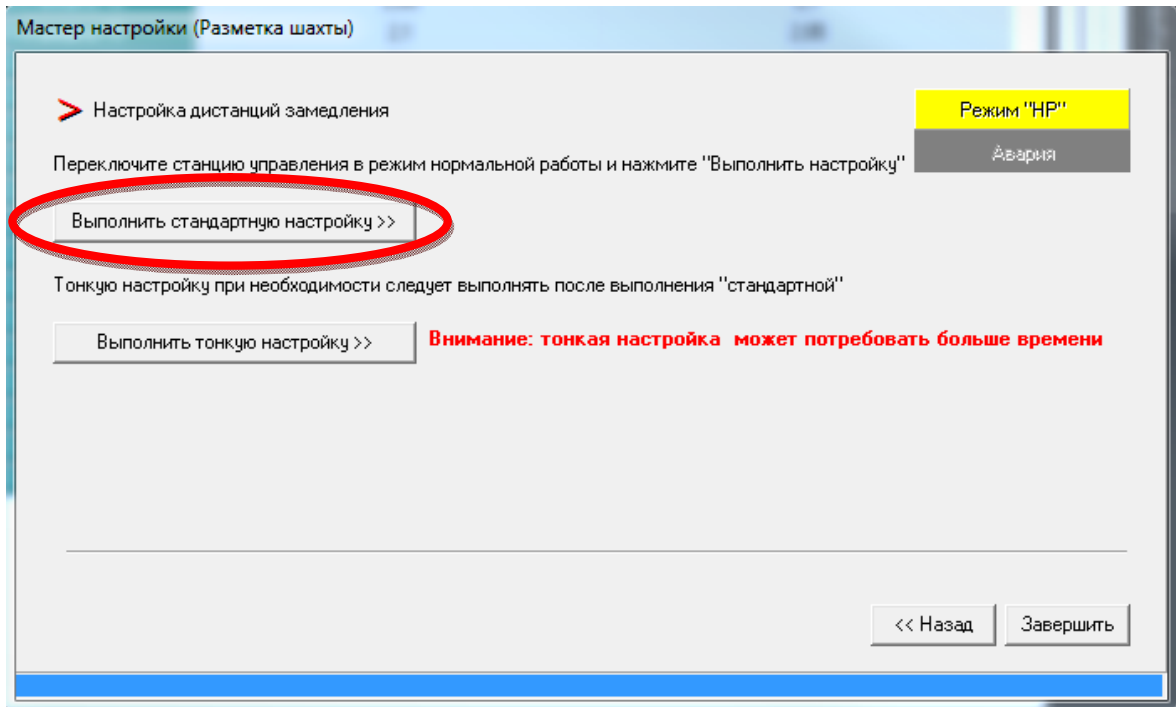 Мастер настройки (Разметка шахты)
Настройка дистанций замедления
Режим "НР"
Переключите станцию управления в режим нормальной работы и нажмите "Выполнить настройку"
Авария
Выполнить стандартную настройку >>
Тонкую настройку при необходимости следует выполнять после выполнения "стандартной"
Выполнить тонкую настройку >>
Внимание: тонкая настройка может потребовать больше времени
<< Назад
Завершить